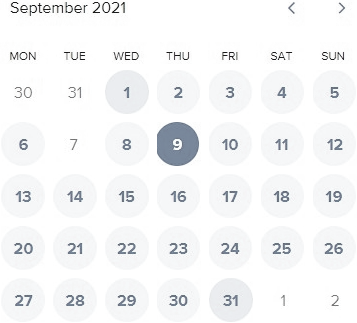 September 2021
MON TUE WED THU FRI SAT SUN
30 31 1 2 3 4 5
6 7 8 9 10 11 12
13 14 15 16 17 18 19
20 21 22 23 24 25 26
27 28 29 30 31 1 2